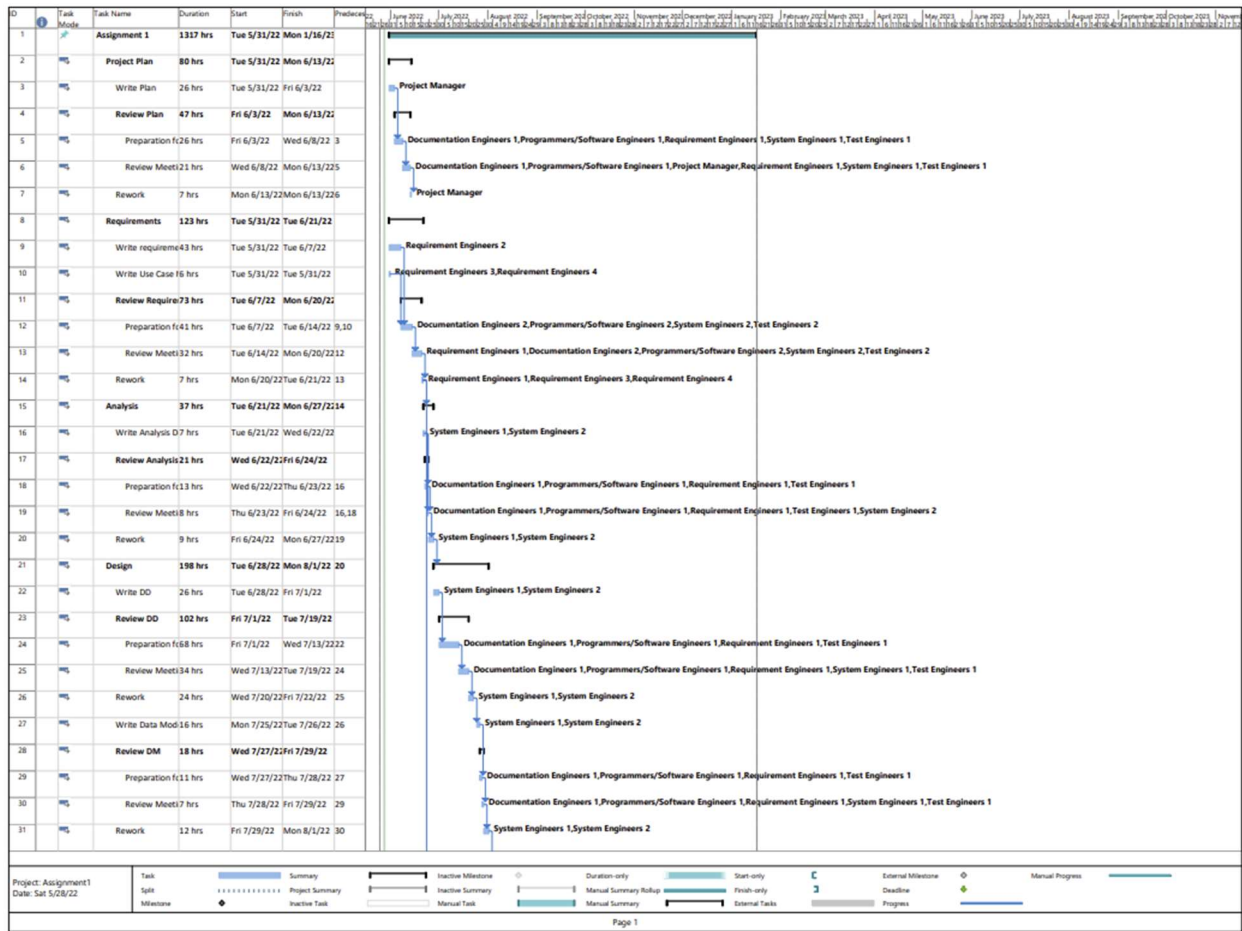 ID Task Mode Task Name Duration Start Finish Predeces
June 2022 July 2022 August 2022 September 202 October 2022 November 2022 December 2022 January 2023 February 2023 March 2023 April 2023 May 2023 June 2023 July 2023 August 2023 September 202 October 2023 Novem
1 Assignment 1 1317 hrs Tue 5/31/22 Mon 1/16/23
2 Project Plan 80 hrs Tue 5/31/22 Mon 6/13/22
3 Write Plan 26 hrs Tue 5/31/22 Fri 6/3/22 Project Manager
4 Review Plan 47 hrs Fri 6/3/22 Mon 6/13/22
5 Preparation fo 26 hrs Fri 6/3/22 Wed 6/8/22 3 Documentation Engineers 1,Programmers/Software Engineers 1,Requirement Engineers 1,System Engineers 1,Test Engineers 1
6 Review Meeti 21 hrs Wed 6/8/22 Mon 6/13/22 5 Documentation Engineers 1,Programmers/Software Engineers 1,Project Manager,Requirement Engineers 1,System Engineers 1,Test Engineers 1
7 Rework 7 hrs Mon 6/13/22 Mon 6/13/22 6 Project Manager
8 Requirements 123 hrs Tue 5/31/22 Tue 6/21/22
9 Write requireme 43 hrs Tue 5/31/22 Tue 6/7/22 Requirement Engineers 2
10 Write Use Case 6 hrs Tue 5/31/22 Tue 5/31/22 Requirement Engineers 3,Requirement Engineers 4
11 Review Require 73 hrs Tue 6/7/22 Mon 6/20/22
12 Preparation fo 41 hrs Tue 6/7/22 Tue 6/14/22 9,10 Documentation Engineers 2,Programmers/Software Engineers 2,System Engineers 2,Test Engineers 2
13 Review Meeti 32 hrs Tue 6/14/22 Mon 6/20/22 12 Requirement Engineers 1,Documentation Engineers 2,Programmers/Software Engineers 2,System Engineers 2,Test Engineers 2
14 Rework 7 hrs Mon 6/20/22 Tue 6/21/22 13 Requirement Engineers 1,Requirement Engineers 3,Requirement Engineers 4
15 Analysis 37 hrs Tue 6/21/22 Mon 6/27/22 14
16 Write Analysis D 7 hrs Tue 6/21/22 Wed 6/22/22 System Engineers 1,System Engineers 2
17 Review Analysis 21 hrs Wed 6/22/22 Fri 6/24/22
18 Preparation fo 13 hrs Wed 6/22/22 Thu 6/23/22 16 Documentation Engineers 1,Programmers/Software Engineers 1,Requirement Engineers 1,Test Engineers 1
19 Review Meeti 8 hrs Thu 6/23/22 Fri 6/24/22 16,18 Documentation Engineers 1,Programmers/Software Engineers 1,Requirement Engineers 1,Test Engineers 1,System Engineers 2
20 Rework 9 hrs Fri 6/24/22 Mon 6/27/22 19 System Engineers 1,System Engineers 2
21 Design 198 hrs Tue 6/28/22 Mon 8/1/22 20
22 Write DD 26 hrs Tue 6/28/22 Fri 7/1/22 System Engineers 1,System Engineers 2
23 Review DD 102 hrs Fri 7/1/22 Tue 7/19/22
24 Preparation fo 68 hrs Fri 7/1/22 Wed 7/13/22 22 Documentation Engineers 1,Programmers/Software Engineers 1,Requirement Engineers 1,Test Engineers 1
25 Review Meeti 34 hrs Wed 7/13/22 Tue 7/19/22 24 Documentation Engineers 1,Programmers/Software Engineers 1,Requirement Engineers 1,System Engineers 1,Test Engineers 1
26 Rework 24 hrs Wed 7/20/22 Fri 7/22/22 25 System Engineers 1,System Engineers 2
27 Write Data Mod 16 hrs Mon 7/25/22 Tue 7/26/22 26 System Engineers 1,System Engineers 2
28 Review DM 18 hrs Wed 7/27/22 Fri 7/29/22
29 Preparation fo 11 hrs Wed 7/27/22 Thu 7/28/22 27 Documentation Engineers 1,Programmers/Software Engineers 1,Requirement Engineers 1,Test Engineers 1
30 Review Meeti 7 hrs Thu 7/28/22 Fri 7/29/22 29 Documentation Engineers 1,Programmers/Software Engineers 1,Requirement Engineers 1,System Engineers 1,Test Engineers 1
31 Rework 12 hrs Fri 7/29/22 Mon 8/1/22 30 System Engineers 1,System Engineers 2
Project: Assignment1
Date: Sat 5/28/22
Task Summary Inactive Milestone Duration-only Start-only External Milestone Manual Progress
Split Project Summary Inactive Summary Manual Summary Rollup Finish-only Deadline
Milestone Inactive Task Manual Task Manual Summary External Tasks Progress
Page 1